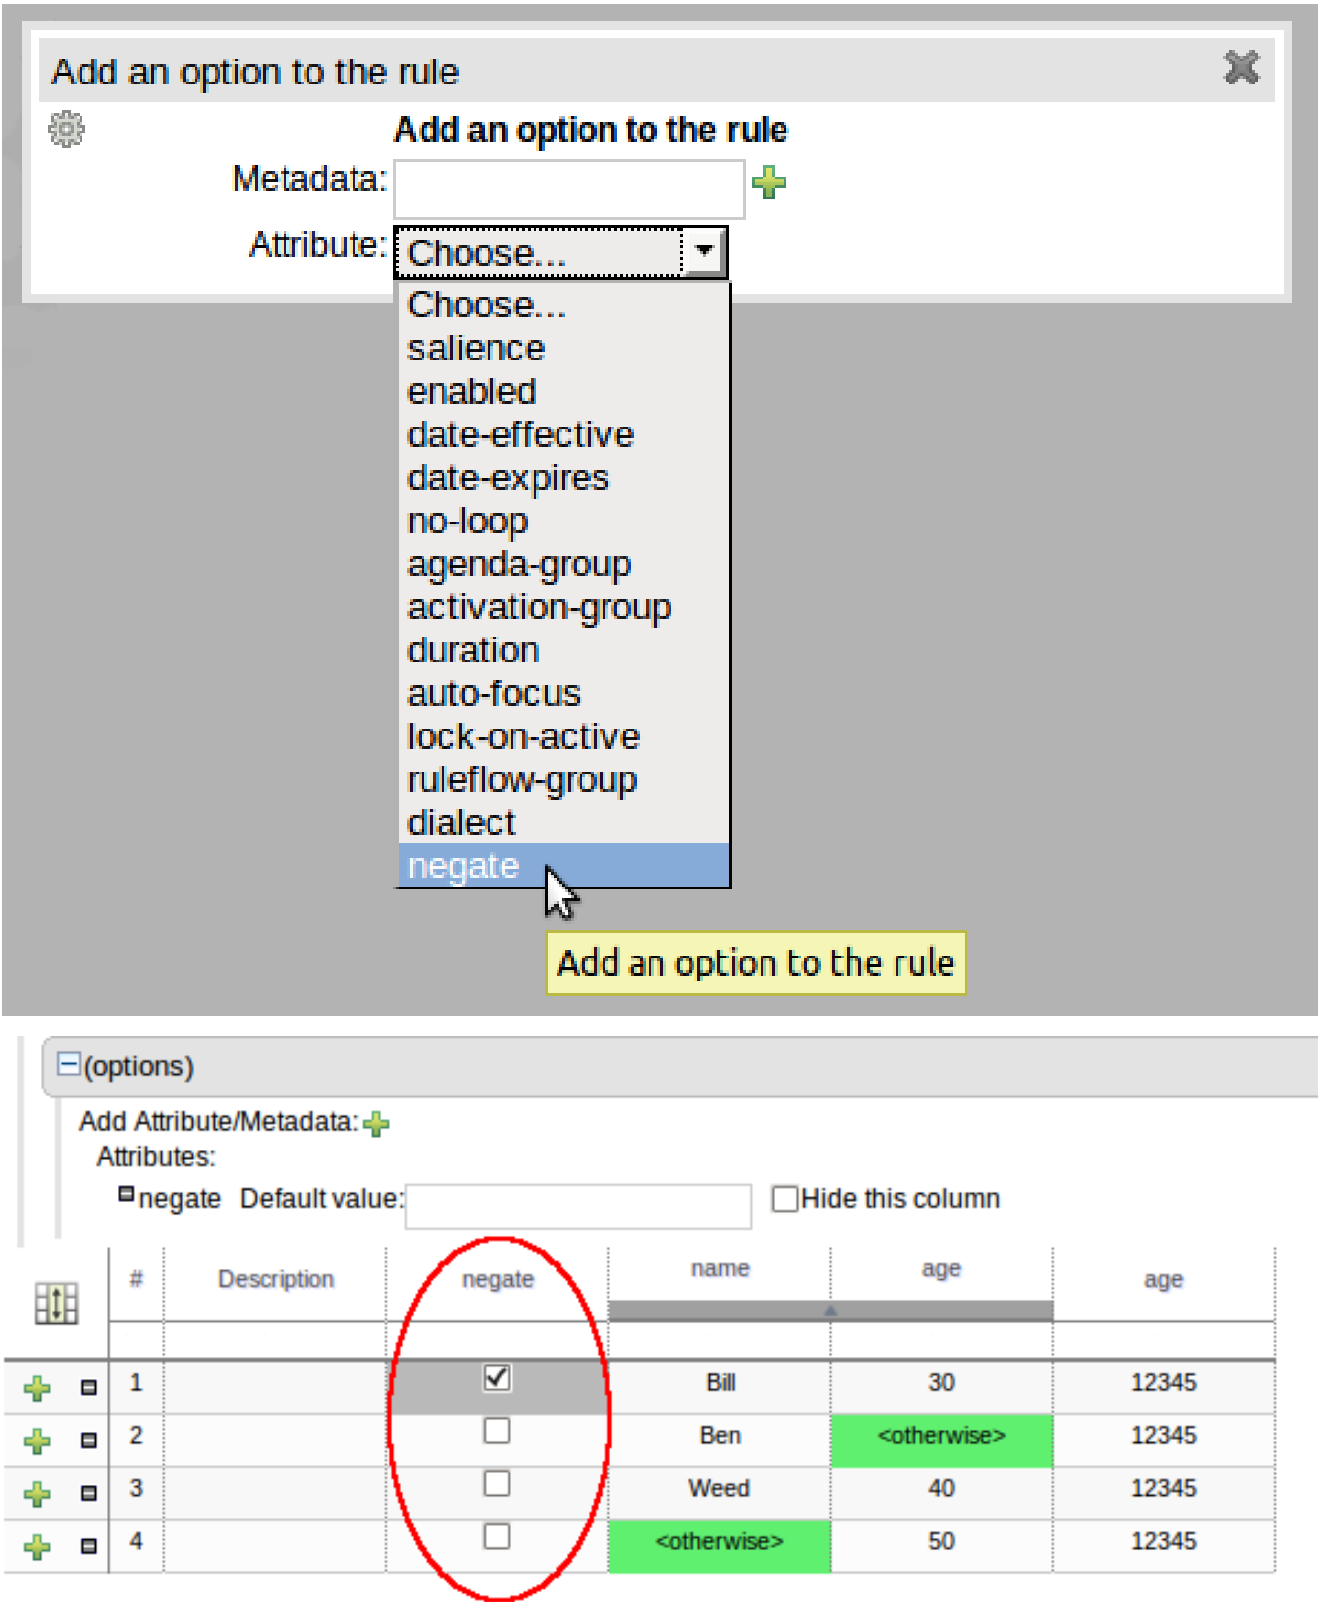 Add an option to the rule
Add an option to the rule
Metadata:
Attribute: Choose...
Choose...
salience
enabled
date-effective
date-expires
no-loop
agenda-group
activation-group
duration
auto-focus
lock-on-active
ruleflow-group
dialect
negate
Add an option to the rule
(options)
Add Attribute/Metadata:
Attributes:
negate Default value: Hide this column
# Description negate name age age
1 Bill 30 12345
2 Ben <otherwise> 12345
3 Weed 40 12345
4 <otherwise> 50 12345